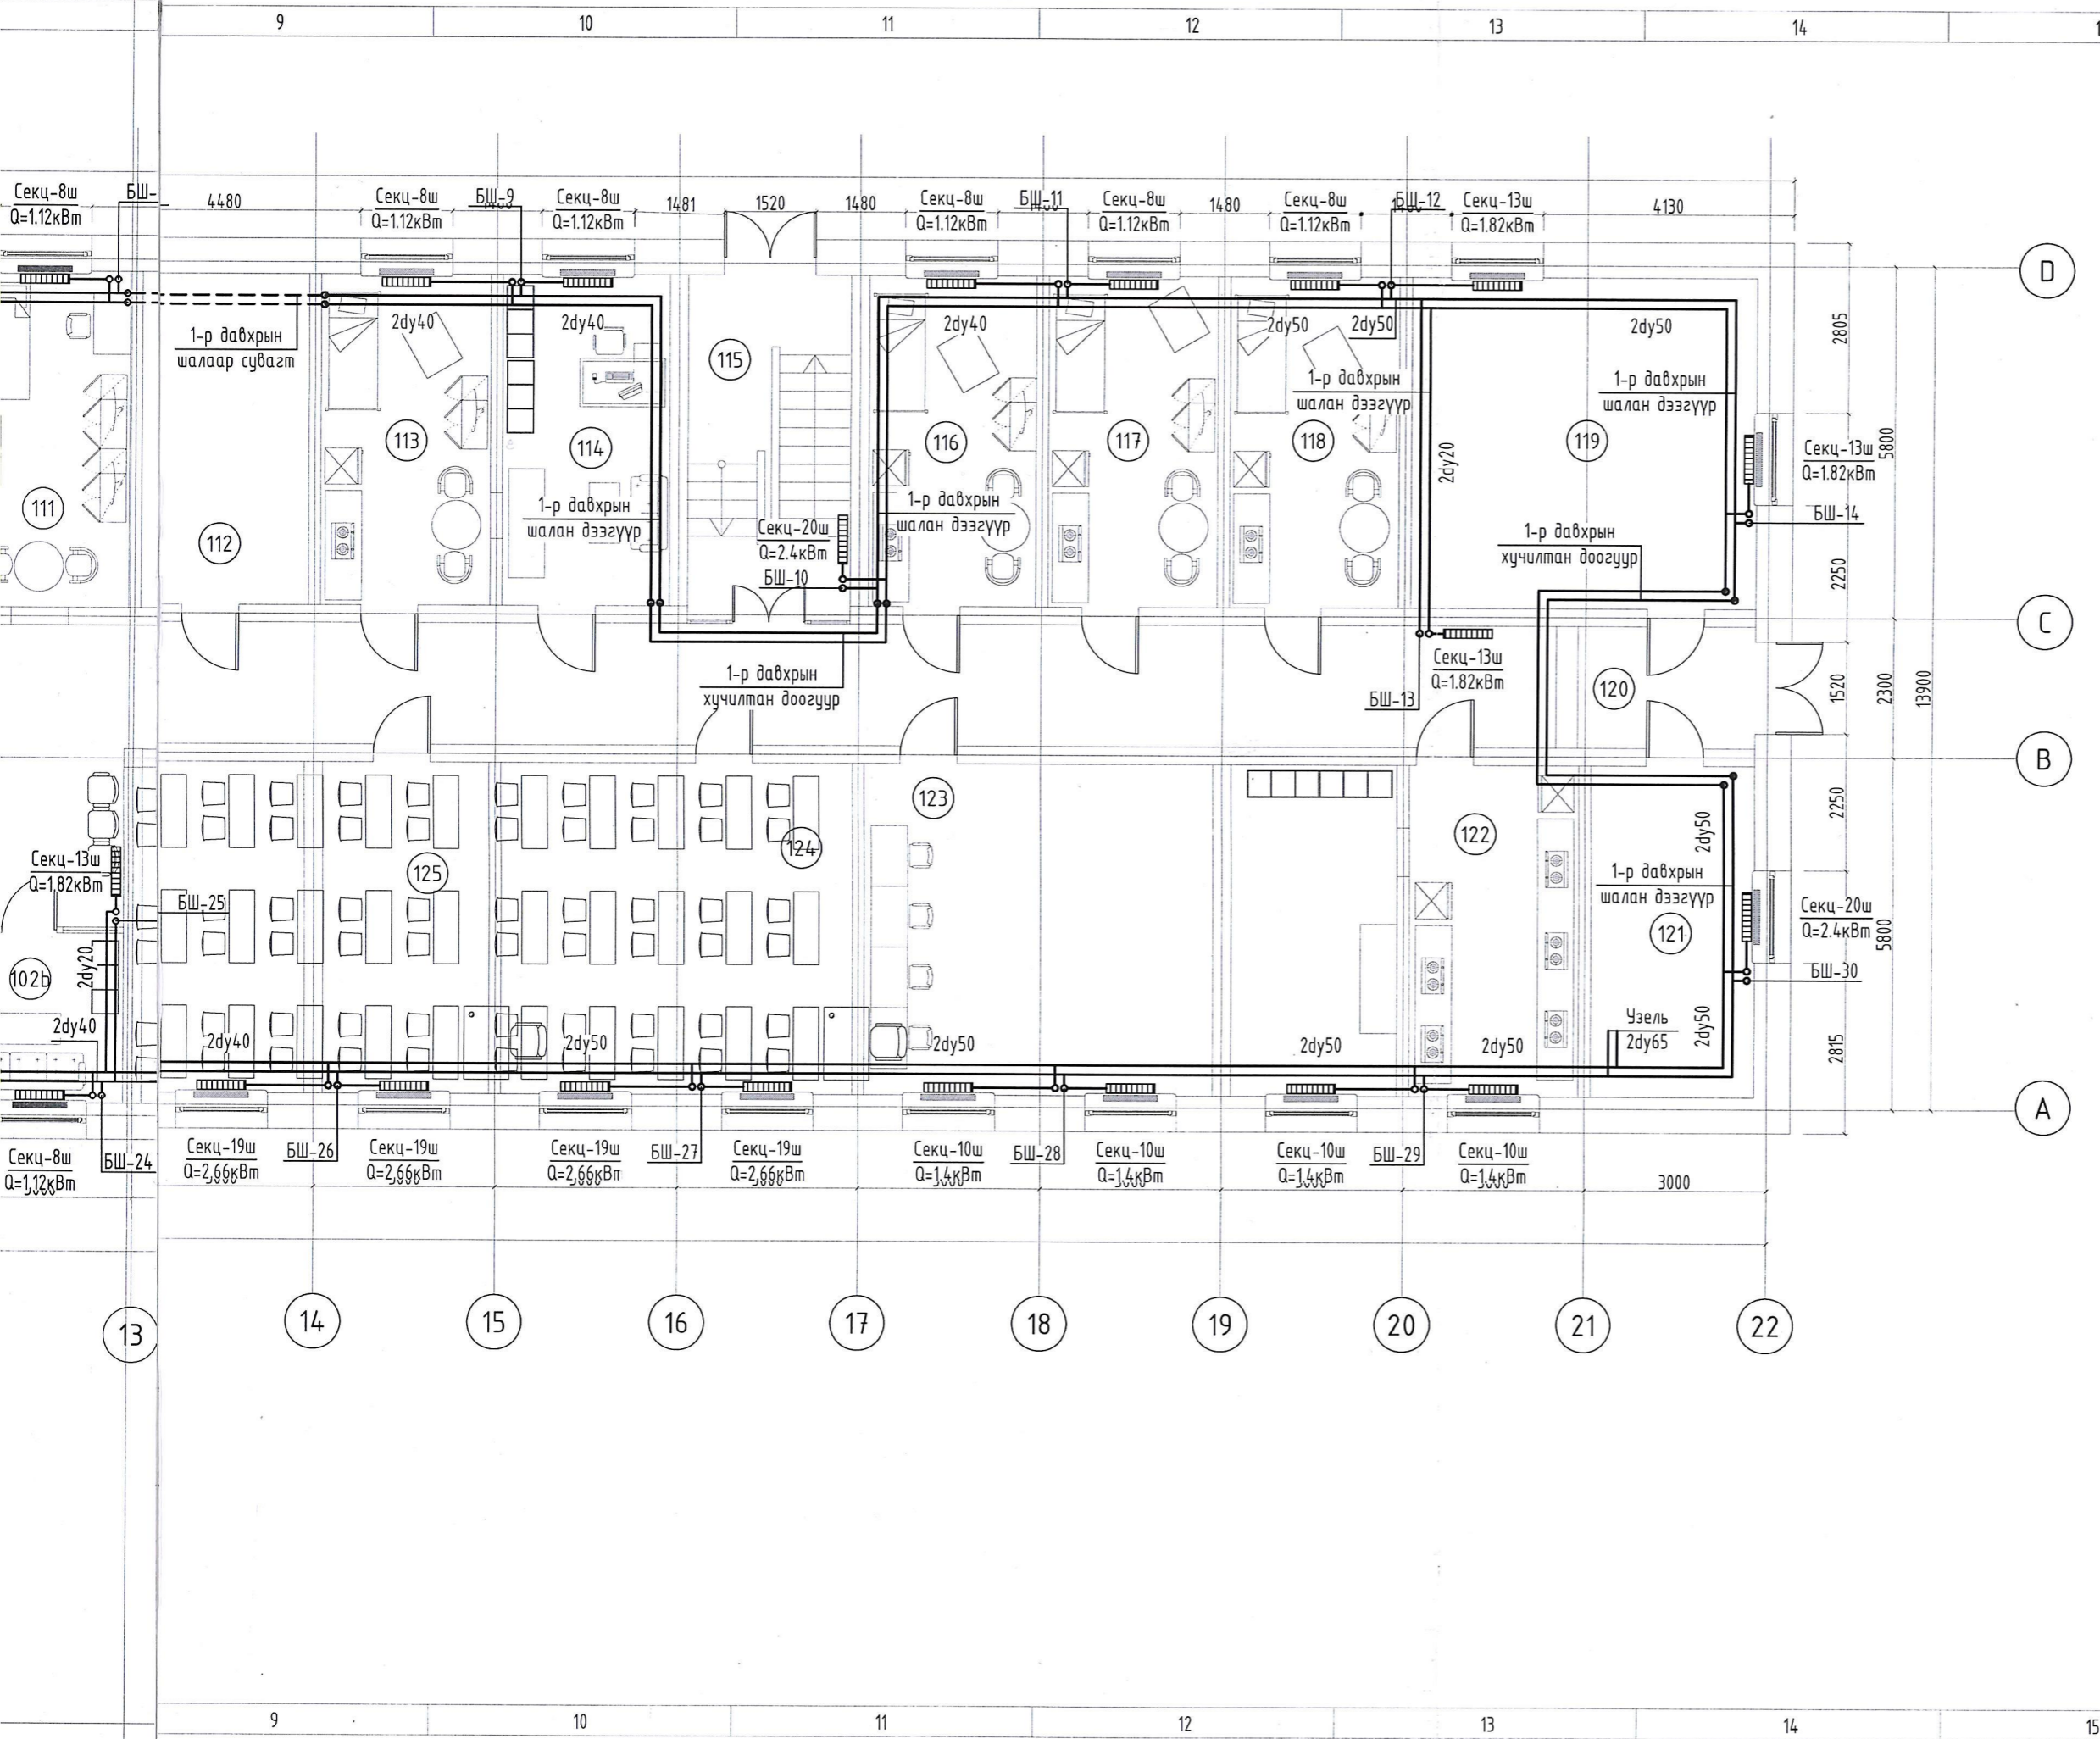 9
10
11
12
13
14
Секц-8ш
Q=1.12кВт
БШ-
4480
Секц-8ш
Q=1.12кВт
БШ-9
Секц-8ш
Q=1.12кВт
1481
1520
1480
Секц-8ш
Q=1.12кВт
БШ-11
Секц-8ш
Q=1.12кВт
1480
Секц-8ш
Q=1.12кВт
БШ-12
Секц-13ш
Q=1.82кВт
4130
D
1-р давхрын
шалаар сувагт
2dy40
2dy40
2dy40
2dy50
2dy50
2dy50
2805
115
1-р давхрын
шалан дээгүүр
1-р давхрын
шалан дээгүүр
111
112
113
114
116
117
118
119
2dy20
5800
Секц-13ш
Q=1.82кВт
БШ-14
1-р давхрын
шалан дээгүүр
Секц-20ш
Q=2.4кВт
БШ-10
1-р давхрын
шалан дээгүүр
1-р давхрын
хучилтан доогуур
2250
C
1-р давхрын
хучилтан доогуур
Секц-13ш
Q=1.82кВт
БШ-13
120
1520
2300
13900
B
123
124
125
122
2dy50
2250
1-р давхрын
шалан дээгүүр
121
Секц-20ш
Q=2.4кВт
5800
БШ-30
Секц-13ш
Q=1,82кВт
БШ-25
102b
2dy20
2dy40
2dy40
2dy50
2dy50
2dy50
2dy50
Узель
2dy65
2dy50
2815
A
Секц-8ш
Q=1,12кВт
БШ-24
Секц-19ш
Q=2,66кВт
БШ-26
Секц-19ш
Q=2,66кВт
Секц-19ш
Q=2,66кВт
БШ-27
Секц-19ш
Q=2,66кВт
Секц-10ш
Q=1,4кВт
БШ-28
Секц-10ш
Q=1,4кВт
Секц-10ш
Q=1,4кВт
БШ-29
Секц-10ш
Q=1,4кВт
3000
13
14
15
16
17
18
19
20
21
22
9
10
11
12
13
14
15